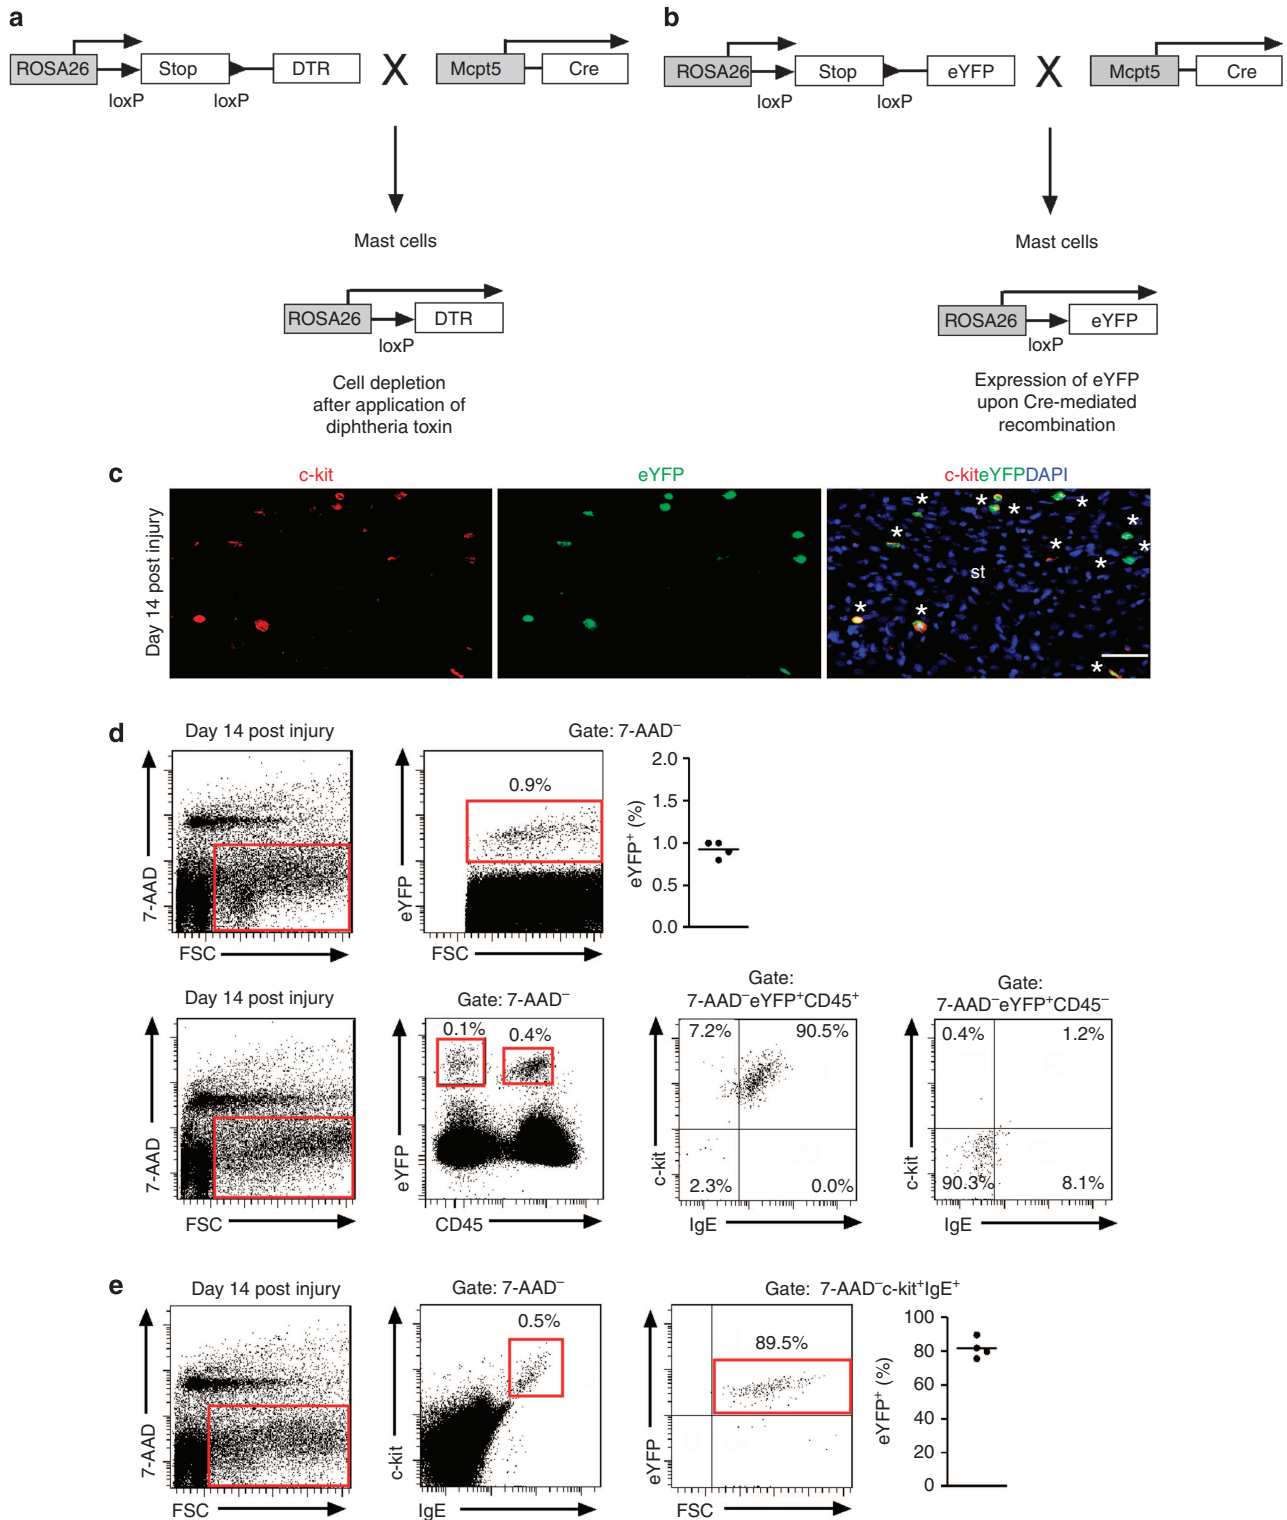 a
ROSA26 Stop DTR X Mcpt5 Cre
loxP loxP
Mast cells
ROSA26 DTR
loxP
Cell depletion
after application of
diphtheria toxin
b
ROSA26 Stop eYFP X Mcpt5 Cre
loxP loxP
Mast cells
ROSA26 eYFP
loxP
Expression of eYFP
upon Cre-mediated
recombination
c
c-kit eYFP c-kiteYFPDAPI
Day 14 post injury
st
* * * * * * * * * * * *
d
Day 14 post injury
7-AAD
FSC
Gate: 7-AAD⁻
0.9%
eYFP
FSC
eYFP⁺ (%)
2.0
1.5
1.0
0.5
0.0
Day 14 post injury
7-AAD
FSC
Gate: 7-AAD⁻
0.1% 0.4%
eYFP
CD45
Gate:
7-AAD⁻eYFP⁺CD45⁺
7.2% 90.5%
c-kit
2.3% 0.0%
IgE
Gate:
7-AAD⁻eYFP⁺CD45⁻
0.4% 1.2%
c-kit
90.3% 8.1%
IgE
e
Day 14 post injury
7-AAD
FSC
Gate: 7-AAD⁻
0.5%
c-kit
IgE
Gate: 7-AAD⁻c-kit⁺IgE⁺
89.5%
eYFP
FSC
eYFP⁺ (%)
100
80
60
40
20
0